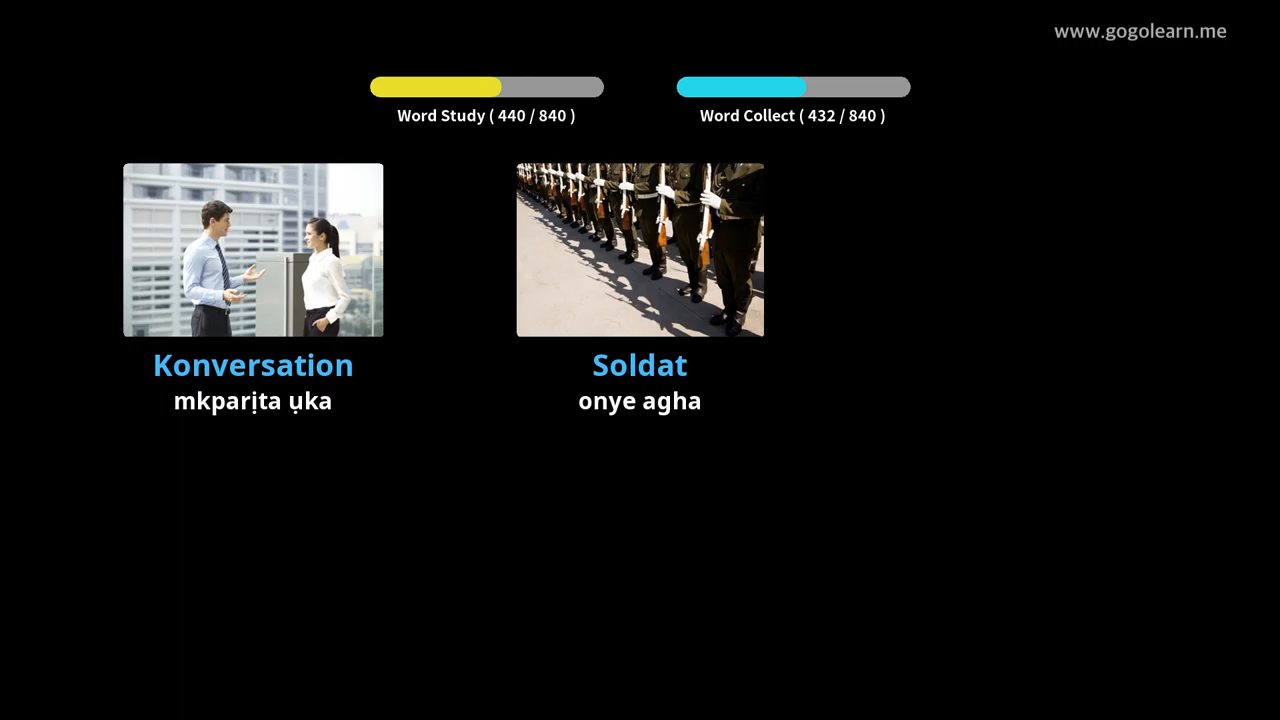 www.gogolearn.me
Word Study ( 440 / 840 )
Word Collect ( 432 / 840 )
Konversation
mkparịta ụka
Soldat
onye agha